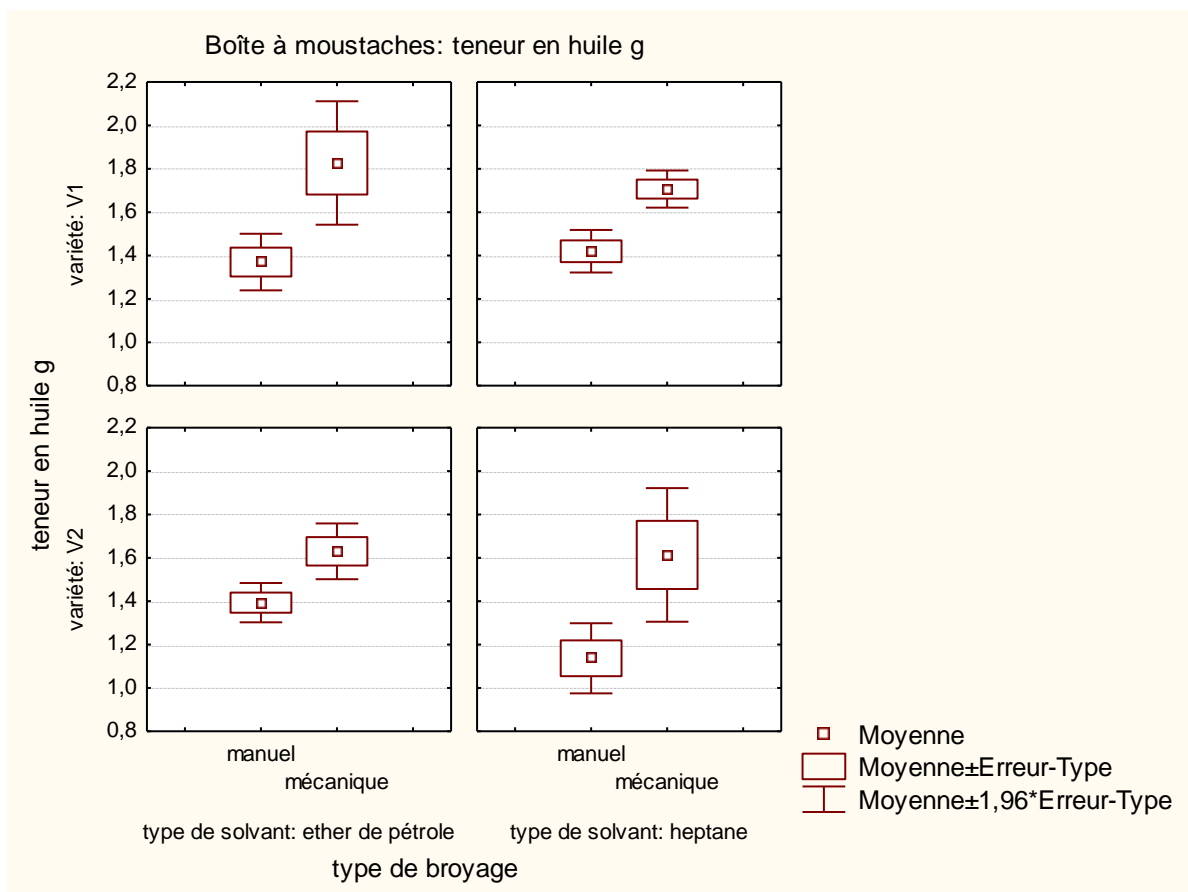 Boîte à moustaches: teneur en huile g
teneur en huile g
variété: V1
2,2
2,0
1,8
1,6
1,4
1,2
1,0
0,8
variété: V2
2,2
2,0
1,8
1,6
1,4
1,2
1,0
0,8
manuel
mécanique
manuel
mécanique
type de solvant: ether de pétrole
type de solvant: heptane
type de broyage
Moyenne
Moyenne±Erreur-Type
Moyenne±1,96*Erreur-Type